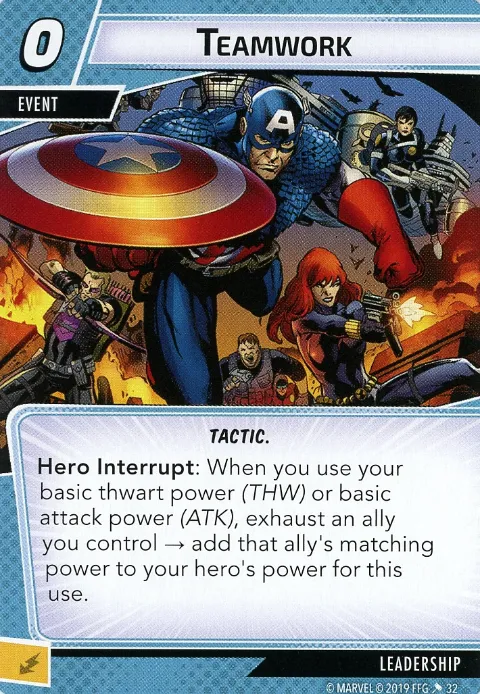 0
TEAMWORK
EVENT
A
TACTIC.
Hero Interrupt: When you use your
basic thwart power (THW) or basic
attack power (ATK), exhaust an ally
you control → add that ally's matching
power to your hero's power for this
use.
LEADERSHIP
© MARVEL © 2019 FFG 32